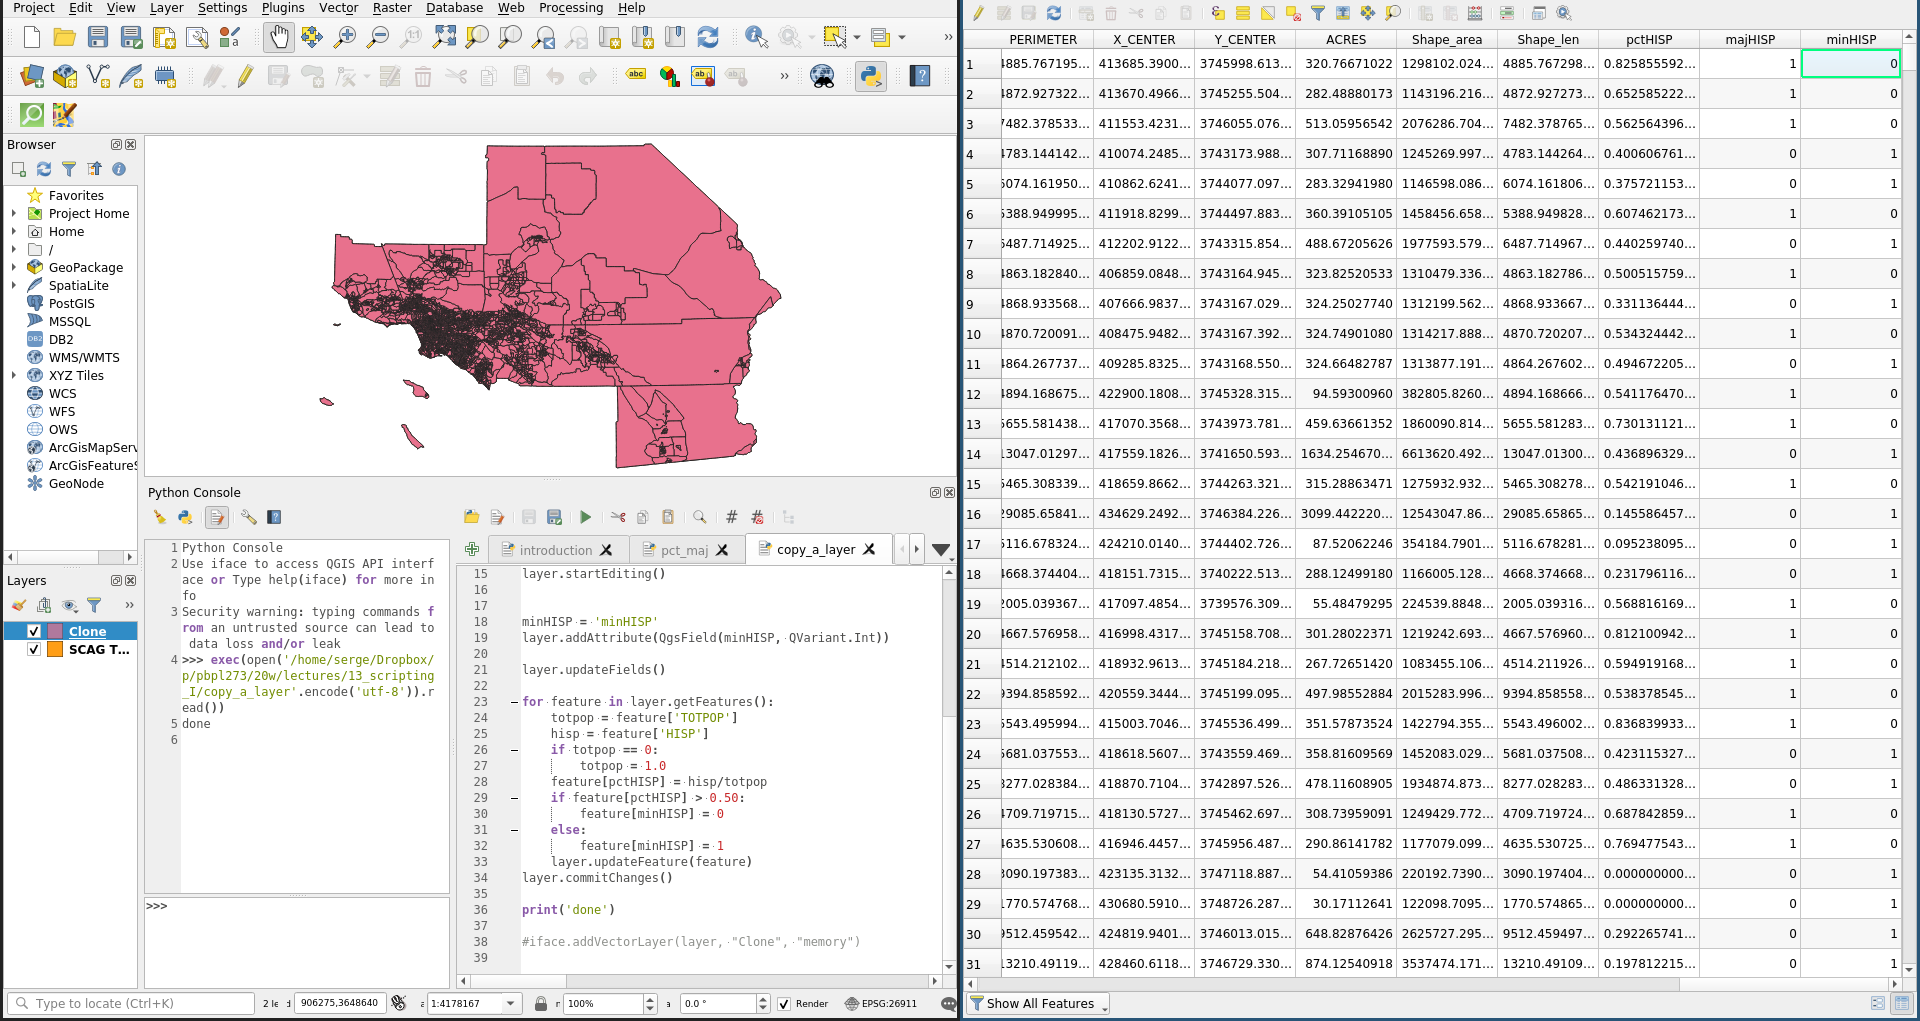 Project Edit View Layer Settings Plugins Vector Raster Database Web Processing Help
Browser
Favorites
Project Home
Home
/
GeoPackage
SpatiaLite
PostGIS
MSSQL
DB2
WMS/WMTS
XYZ Tiles
WCS
WFS
OWS
ArcGisMapServ
ArcGisFeatureS
GeoNode
Layers
Clone
SCAG T...
Python Console
1 Python Console
2 Use iface to access QGIS API interf
ace or Type help(iface) for more in
fo
3 Security warning: typing commands f
rom an untrusted source can lead to
data loss and/or leak
4 >>> exec(open('/home/serge/Dropbox/
p/pbpl273/20w/lectures/13_scripting
_I/copy_a_layer'.encode('utf-8')).r
ead())
5 done
6
>>>
introduction pct_maj copy_a_layer
15 layer.startEditing()
16
17
18 minHISP = 'minHISP'
19 layer.addAttribute(QgsField(minHISP, QVariant.Int))
20
21 layer.updateFields()
22
23 for feature in layer.getFeatures():
24 totpop = feature['TOTPOP']
25 hisp = feature['HISP']
26 if totpop == 0:
27 totpop = 1.0
28 feature[pctHISP] = hisp/totpop
29 if feature[pctHISP] > 0.50:
30 feature[minHISP] = 0
31 else:
32 feature[minHISP] = 1
33 layer.updateFeature(feature)
34 layer.commitChanges()
35
36 print('done')
37
38 #iface.addVectorLayer(layer, "Clone", "memory")
39
Type to locate (Ctrl+K) 906275,3648640 1:4178167 100% 0.0 ° Render EPSG:26911
PERIMETER X_CENTER Y_CENTER ACRES Shape_area Shape_len pctHISP majHISP minHISP
1 4885.767195... 413685.3900... 3745998.613... 320.76671022 1298102.024... 4885.767298... 0.825855592... 1 0
2 4872.927322... 413670.4966... 3745255.504... 282.48880173 1143196.216... 4872.927273... 0.652585222... 1 0
3 7482.378533... 411553.4231... 3746055.076... 513.05956542 2076286.704... 7482.378765... 0.562564396... 1 0
4 4783.144142... 410074.2485... 3743173.988... 307.71168890 1245269.997... 4783.144264... 0.400606761... 0 1
5 6074.161950... 410862.6241... 3744077.097... 283.32941980 1146598.086... 6074.161806... 0.375721153... 0 1
6 5388.949995... 411918.8299... 3744497.883... 360.39105105 1458456.658... 5388.949828... 0.607462173... 1 0
7 6487.714925... 412202.9122... 3743315.854... 488.67205626 1977593.579... 6487.714967... 0.440259740... 0 1
8 4863.182840... 406859.0848... 3743164.945... 323.82520533 1310479.336... 4863.182786... 0.500515759... 1 0
9 4868.933568... 407666.9837... 3743167.029... 324.25027740 1312199.562... 4868.933667... 0.331136444... 0 1
10 4870.720091... 408475.9482... 3743167.392... 324.74901080 1314217.888... 4870.720207... 0.534324442... 1 0
11 4864.267737... 409285.8325... 3743168.550... 324.66482787 1313877.191... 4864.267602... 0.494672205... 0 1
12 4894.168675... 422900.1808... 3745328.315... 94.59300960 382805.8260... 4894.168666... 0.541176470... 1 0
13 5655.581438... 417070.3568... 3743973.781... 459.63661352 1860090.814... 5655.581283... 0.730131121... 1 0
14 13047.01297... 417559.1826... 3741650.593... 1634.254670... 6613620.492... 13047.01300... 0.436896329... 0 1
15 5465.308339... 418659.8662... 3744263.321... 315.28863471 1275932.932... 5465.308278... 0.542191046... 1 0
16 29085.65841... 434629.2492... 3746384.226... 3099.442220... 12543047.86... 29085.65865... 0.145586457... 0 1
17 5116.678324... 424210.0140... 3744402.726... 87.52062246 354184.7901... 5116.678281... 0.095238095... 0 1
18 4668.374404... 418151.7315... 3740222.513... 288.12499180 1166005.128... 4668.374668... 0.231796116... 0 1
19 2005.039367... 417097.4854... 3739576.309... 55.48479295 224539.8848... 2005.039316... 0.568816169... 1 0
20 4667.576958... 416998.4317... 3745158.708... 301.28022371 1219242.693... 4667.576960... 0.812100942... 1 0
21 4514.212102... 418932.9613... 3745184.218... 267.72651420 1083455.106... 4514.211926... 0.594919168... 1 0
22 9394.858592... 420559.3444... 3745199.095... 497.98552884 2015283.996... 9394.858558... 0.538378545... 1 0
23 5543.495994... 415003.7046... 3745536.499... 351.57873524 1422794.355... 5543.496002... 0.836839933... 1 0
24 5681.037553... 418618.5607... 3743559.469... 358.81609569 1452083.029... 5681.037508... 0.423115327... 0 1
25 8277.028384... 418870.7104... 3742897.526... 478.11608905 1934874.873... 8277.028283... 0.486331328... 0 1
26 4709.719715... 418130.5727... 3745462.697... 308.73959091 1249429.772... 4709.719724... 0.687842859... 1 0
27 4635.530608... 416946.4457... 3745956.487... 290.86141782 1177079.099... 4635.530725... 0.769477543... 1 0
28 3090.197383... 423135.3132... 3747118.887... 54.41059386 220192.7390... 3090.197404... 0.000000000... 0 1
29 1770.574768... 430680.5910... 3748726.287... 30.17112641 122098.7095... 1770.574865... 0.000000000... 0 1
30 9512.459542... 424819.9401... 3746013.015... 648.82876426 2625727.295... 9512.459497... 0.292265741... 0 1
31 13210.49119... 428460.6118... 3746729.330... 874.12540918 3537474.171... 13210.49109... 0.197812215... 0 1
Show All Features